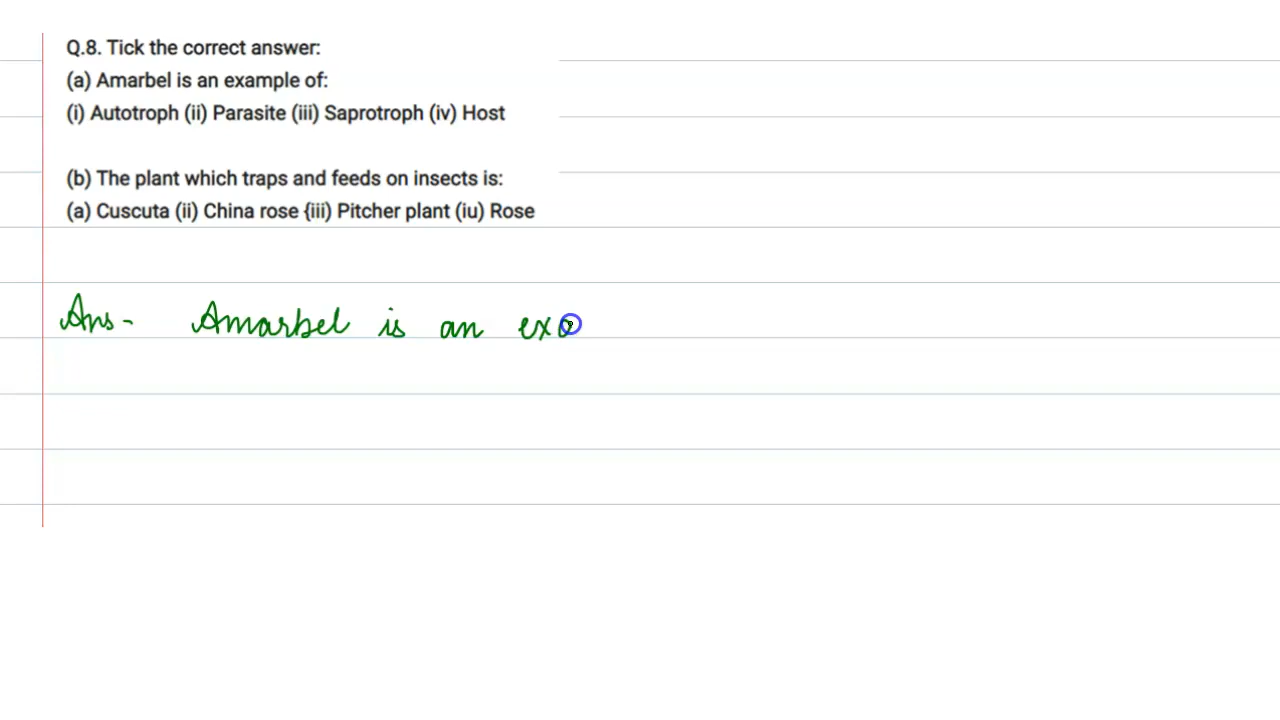 Q.8. Tick the correct answer:
(a) Amarbel is an example of:
(i) Autotroph (ii) Parasite (iii) Saprotroph (iv) Host
(b) The plant which traps and feeds on insects is:
(a) Cuscuta (ii) China rose {iii) Pitcher plant (iu) Rose
Ans- Amarbel is an exa